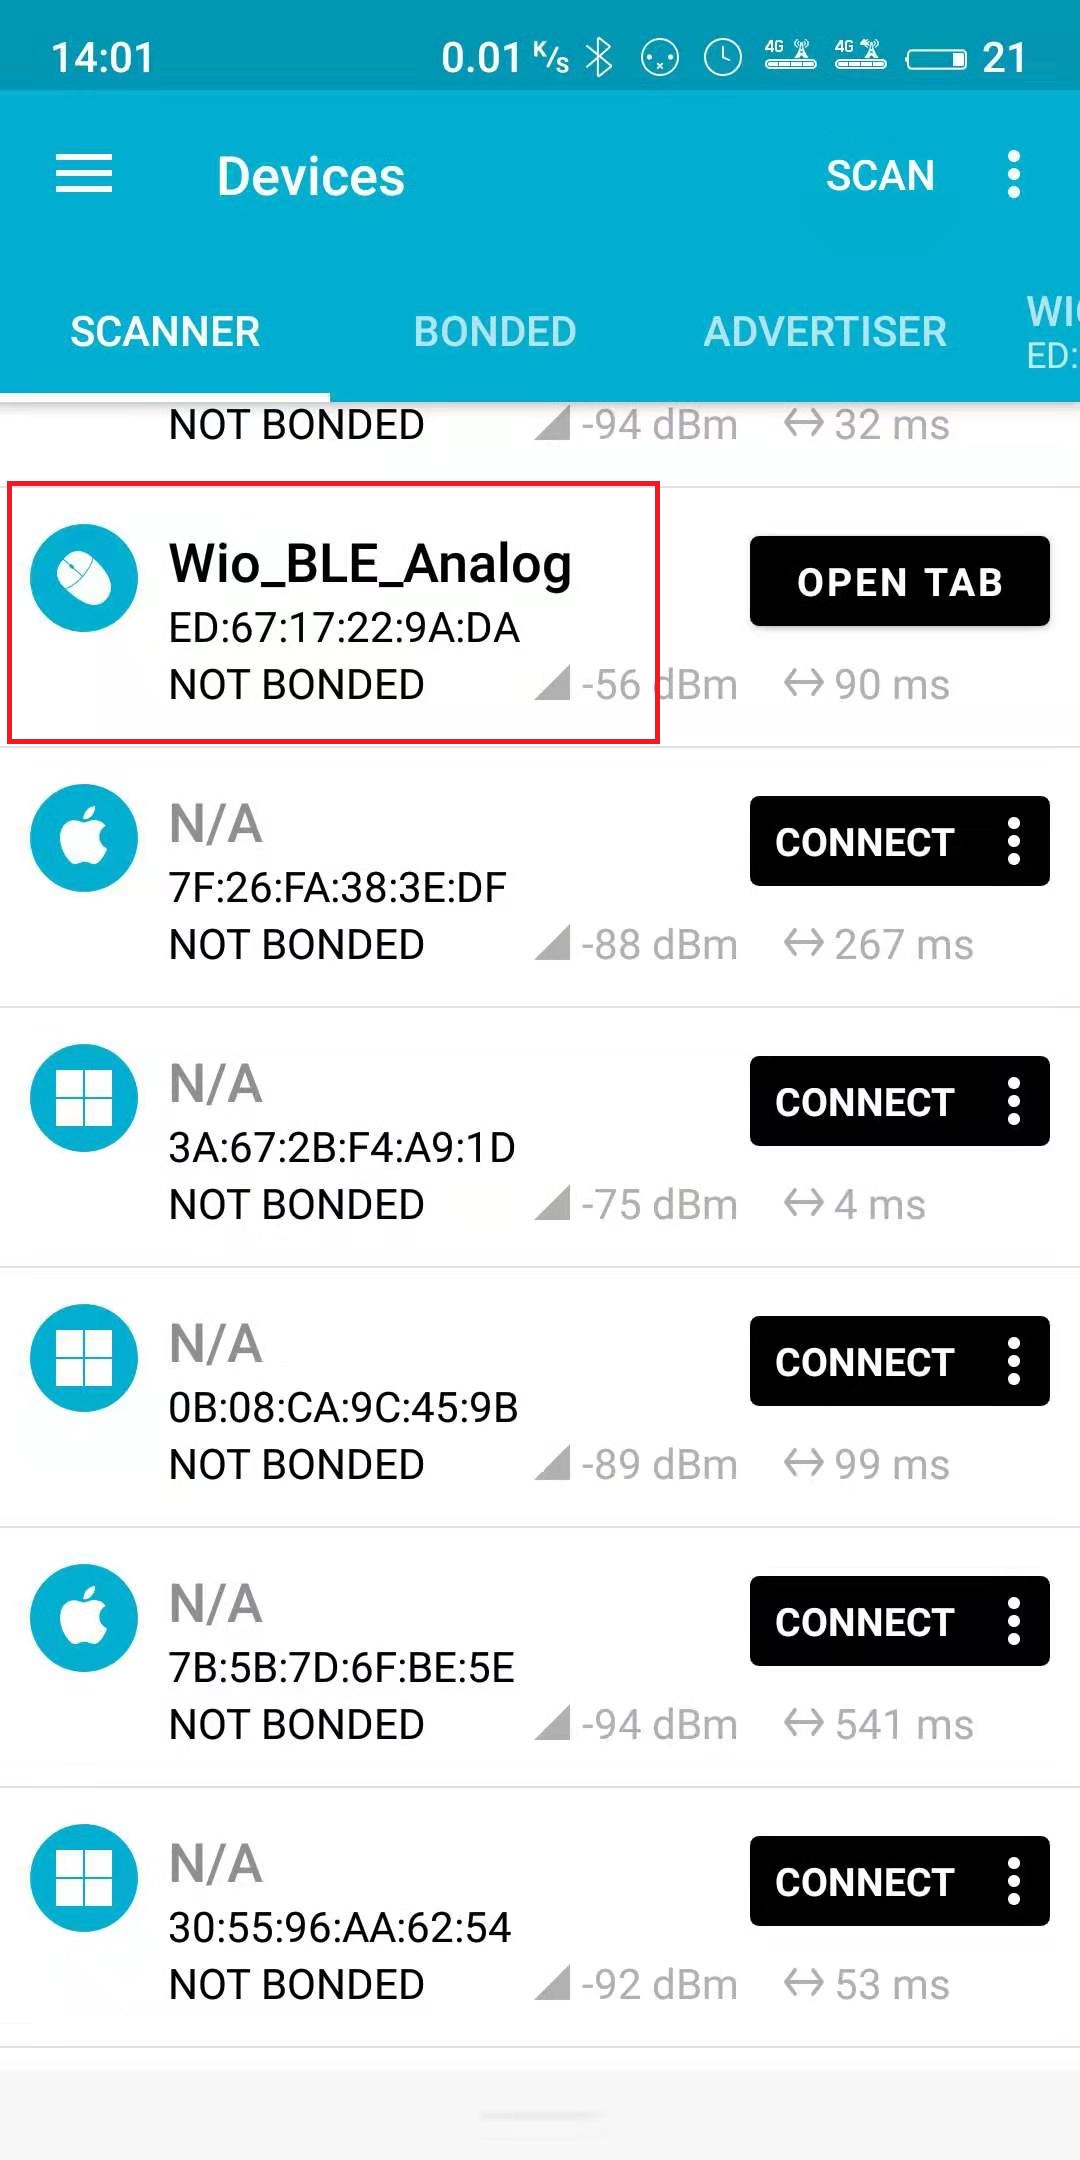 14:01 0.01 K/s 4G 4G 21
Devices SCAN
SCANNER BONDED ADVERTISER WI
ED:
NOT BONDED -94 dBm 32 ms
Wio_BLE_Analog OPEN TAB
ED:67:17:22:9A:DA
NOT BONDED -56 dBm 90 ms
N/A CONNECT
7F:26:FA:38:3E:DF
NOT BONDED -88 dBm 267 ms
N/A CONNECT
3A:67:2B:F4:A9:1D
NOT BONDED -75 dBm 4 ms
N/A CONNECT
0B:08:CA:9C:45:9B
NOT BONDED -89 dBm 99 ms
N/A CONNECT
7B:5B:7D:6F:BE:5E
NOT BONDED -94 dBm 541 ms
N/A CONNECT
30:55:96:AA:62:54
NOT BONDED -92 dBm 53 ms